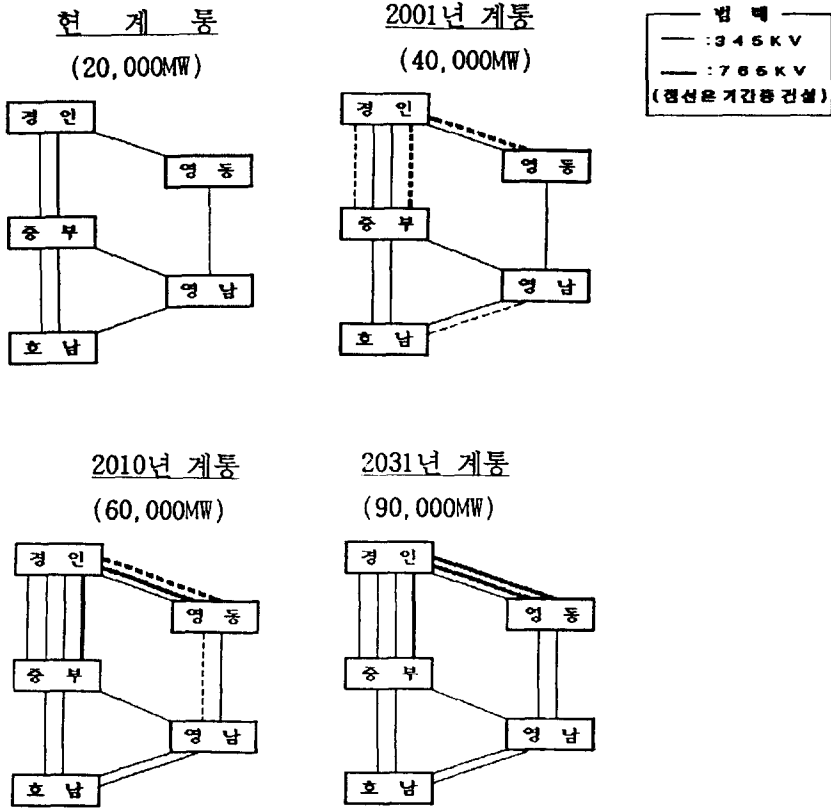 현 계 통
(20,000MW)
경 인
영 동
중 부
영 남
호 남
2001년 계통
(40,000MW)
경 인
영 동
중 부
영 남
호 남
범 례
:345KV
:765KV
(점선은 기간중 건설)
2010년 계통
(60,000MW)
경 인
영 동
중 부
영 남
호 남
2031년 계통
(90,000MW)
경 인
영 동
중 부
영 남
호 남